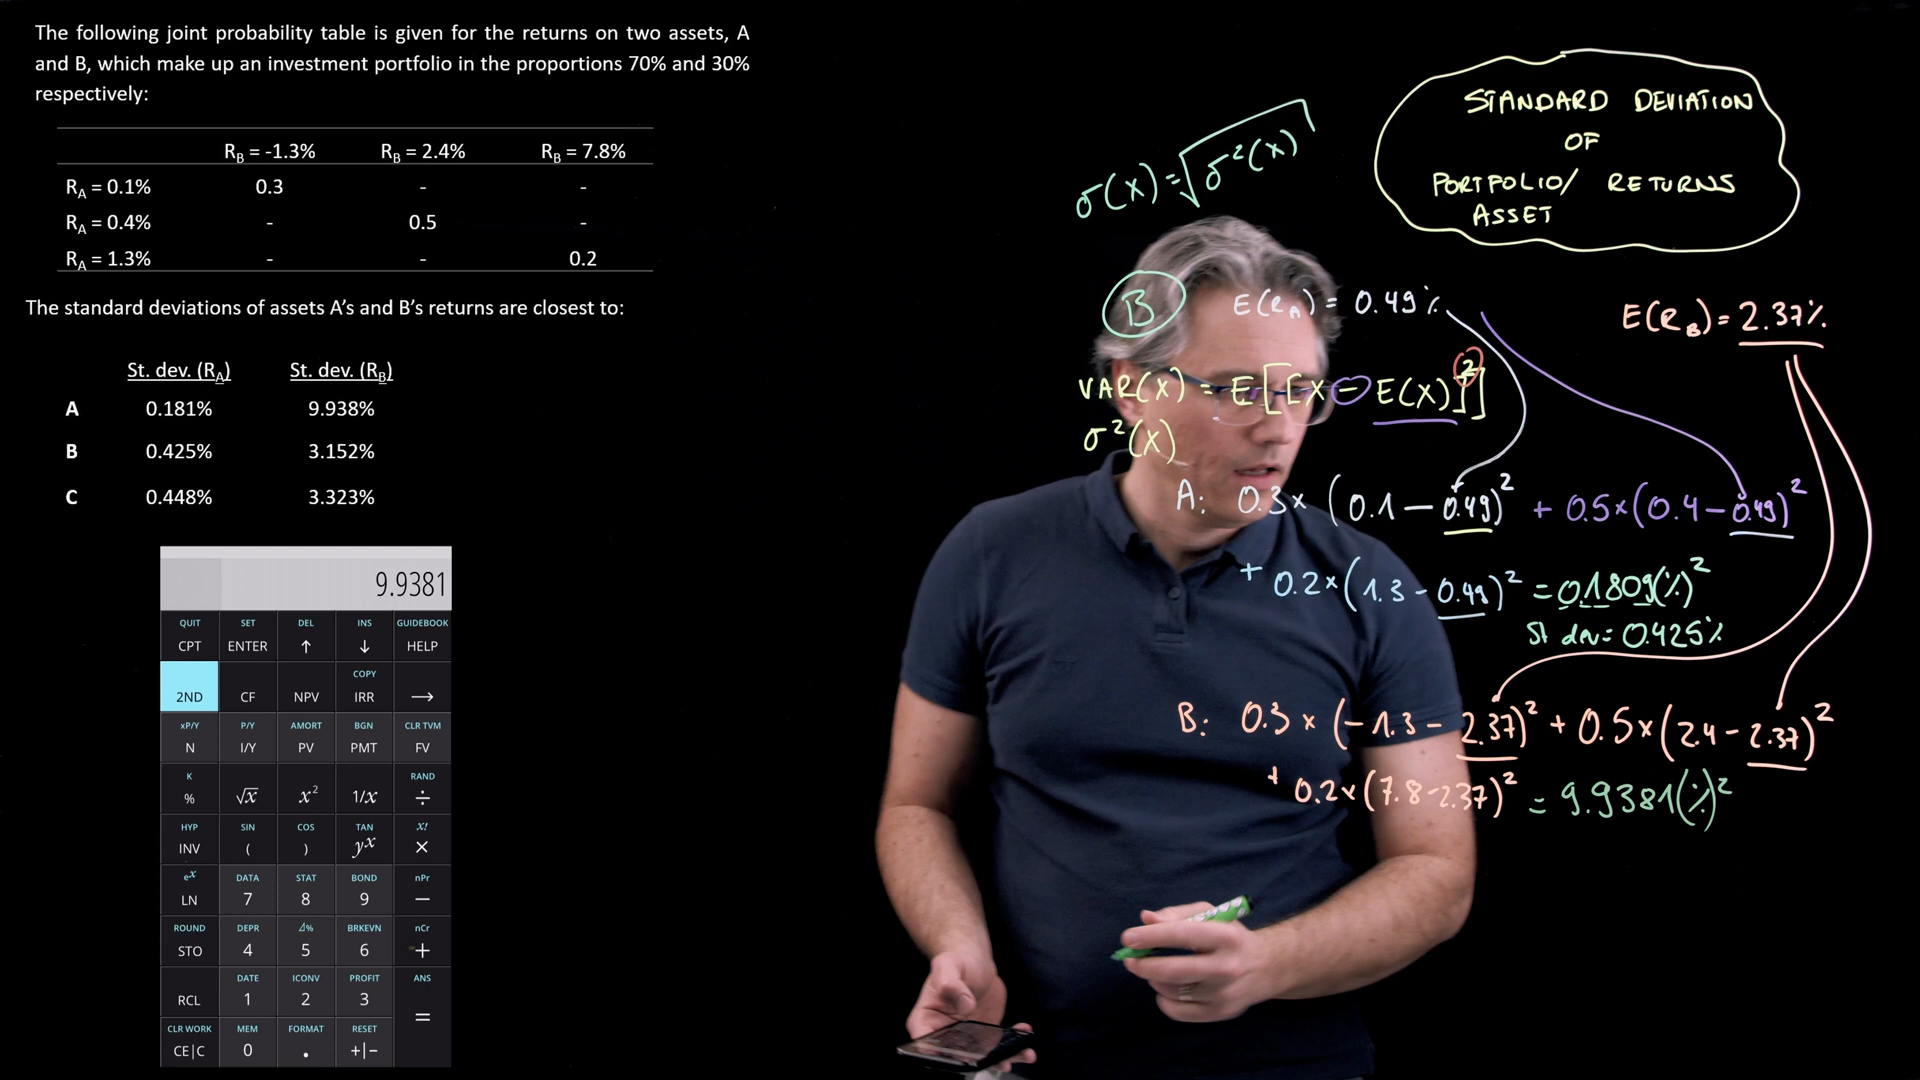 The following joint probability table is given for the returns on two assets, A
and B, which make up an investment portfolio in the proportions 70% and 30%
respectively:
R_B = -1.3% R_B = 2.4% R_B = 7.8%
R_A = 0.1% 0.3 - -
R_A = 0.4% - 0.5 -
R_A = 1.3% - - 0.2
The standard deviations of assets A's and B's returns are closest to:
St. dev. (R_A) St. dev. (R_B)
A 0.181% 9.938%
B 0.425% 3.152%
C 0.448% 3.323%
9.9381
QUIT SET DEL INS GUIDEBOOK
CPT ENTER ↑ ↓ HELP
COPY
2ND CF NPV IRR →
xP/Y P/Y AMORT BGN CLR TVM
N I/Y PV PMT FV
K RAND
% √x x² 1/x ÷
HYP SIN COS TAN x!
INV ( ) yˣ ×
eˣ DATA STAT BOND nPr
LN 7 8 9 −
ROUND DEPR Δ% BRKEVN nCr
STO 4 5 6 +
DATE ICONV PROFIT ANS
RCL 1 2 3 =
CLR WORK MEM FORMAT RESET
CE|C 0 . +|−
STANDARD DEVIATION
OF
PORTFOLIO/ RETURNS
ASSET
σ(x) = √σ²(x)
B E(R_A) = 0.49% E(R_B) = 2.37%
VAR(X) = E[[X − E(X)]²]
σ²(X)
A: 0.3 × (0.1 − 0.49)² + 0.5 × (0.4 − 0.49)²
+ 0.2 × (1.3 − 0.49)² = 0.1809(%)²
St dev = 0.425%
B: 0.3 × (−1.3 − 2.37)² + 0.5 × (2.4 − 2.37)²
+ 0.2 × (7.8 − 2.37)² = 9.9381(%)²